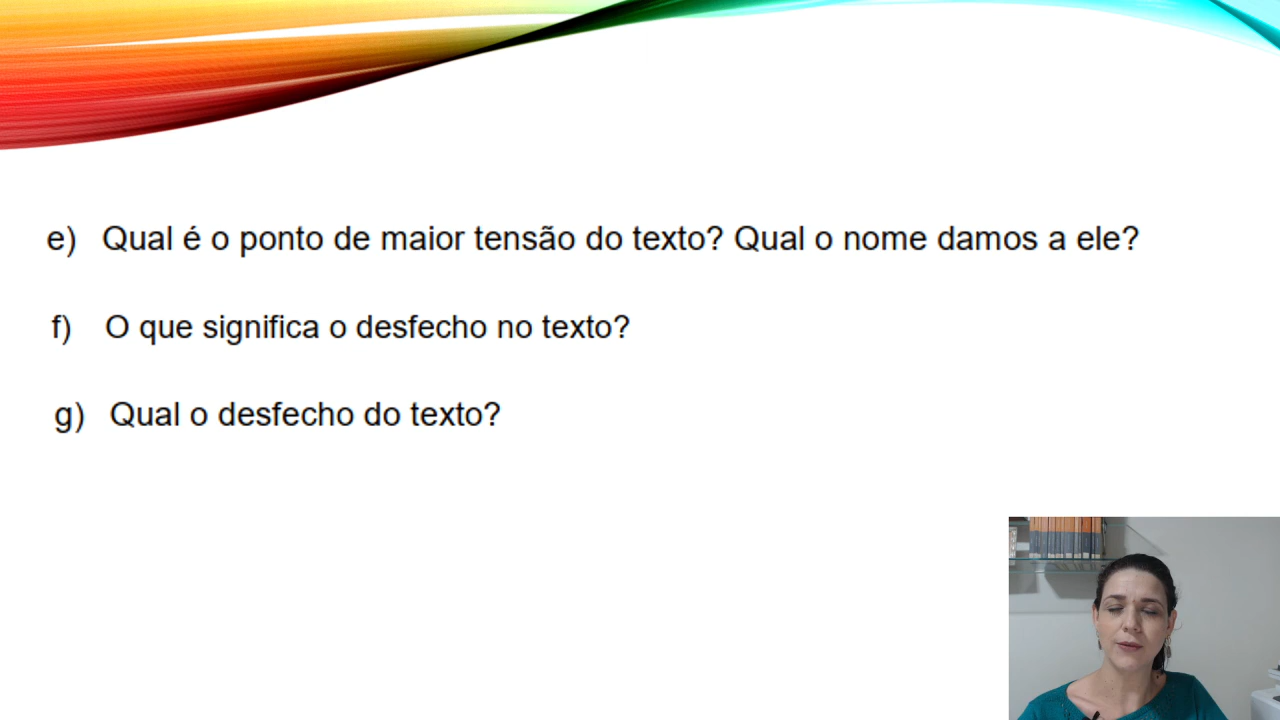 e) Qual é o ponto de maior tensão do texto? Qual o nome damos a ele?
f) O que significa o desfecho no texto?
g) Qual o desfecho do texto?